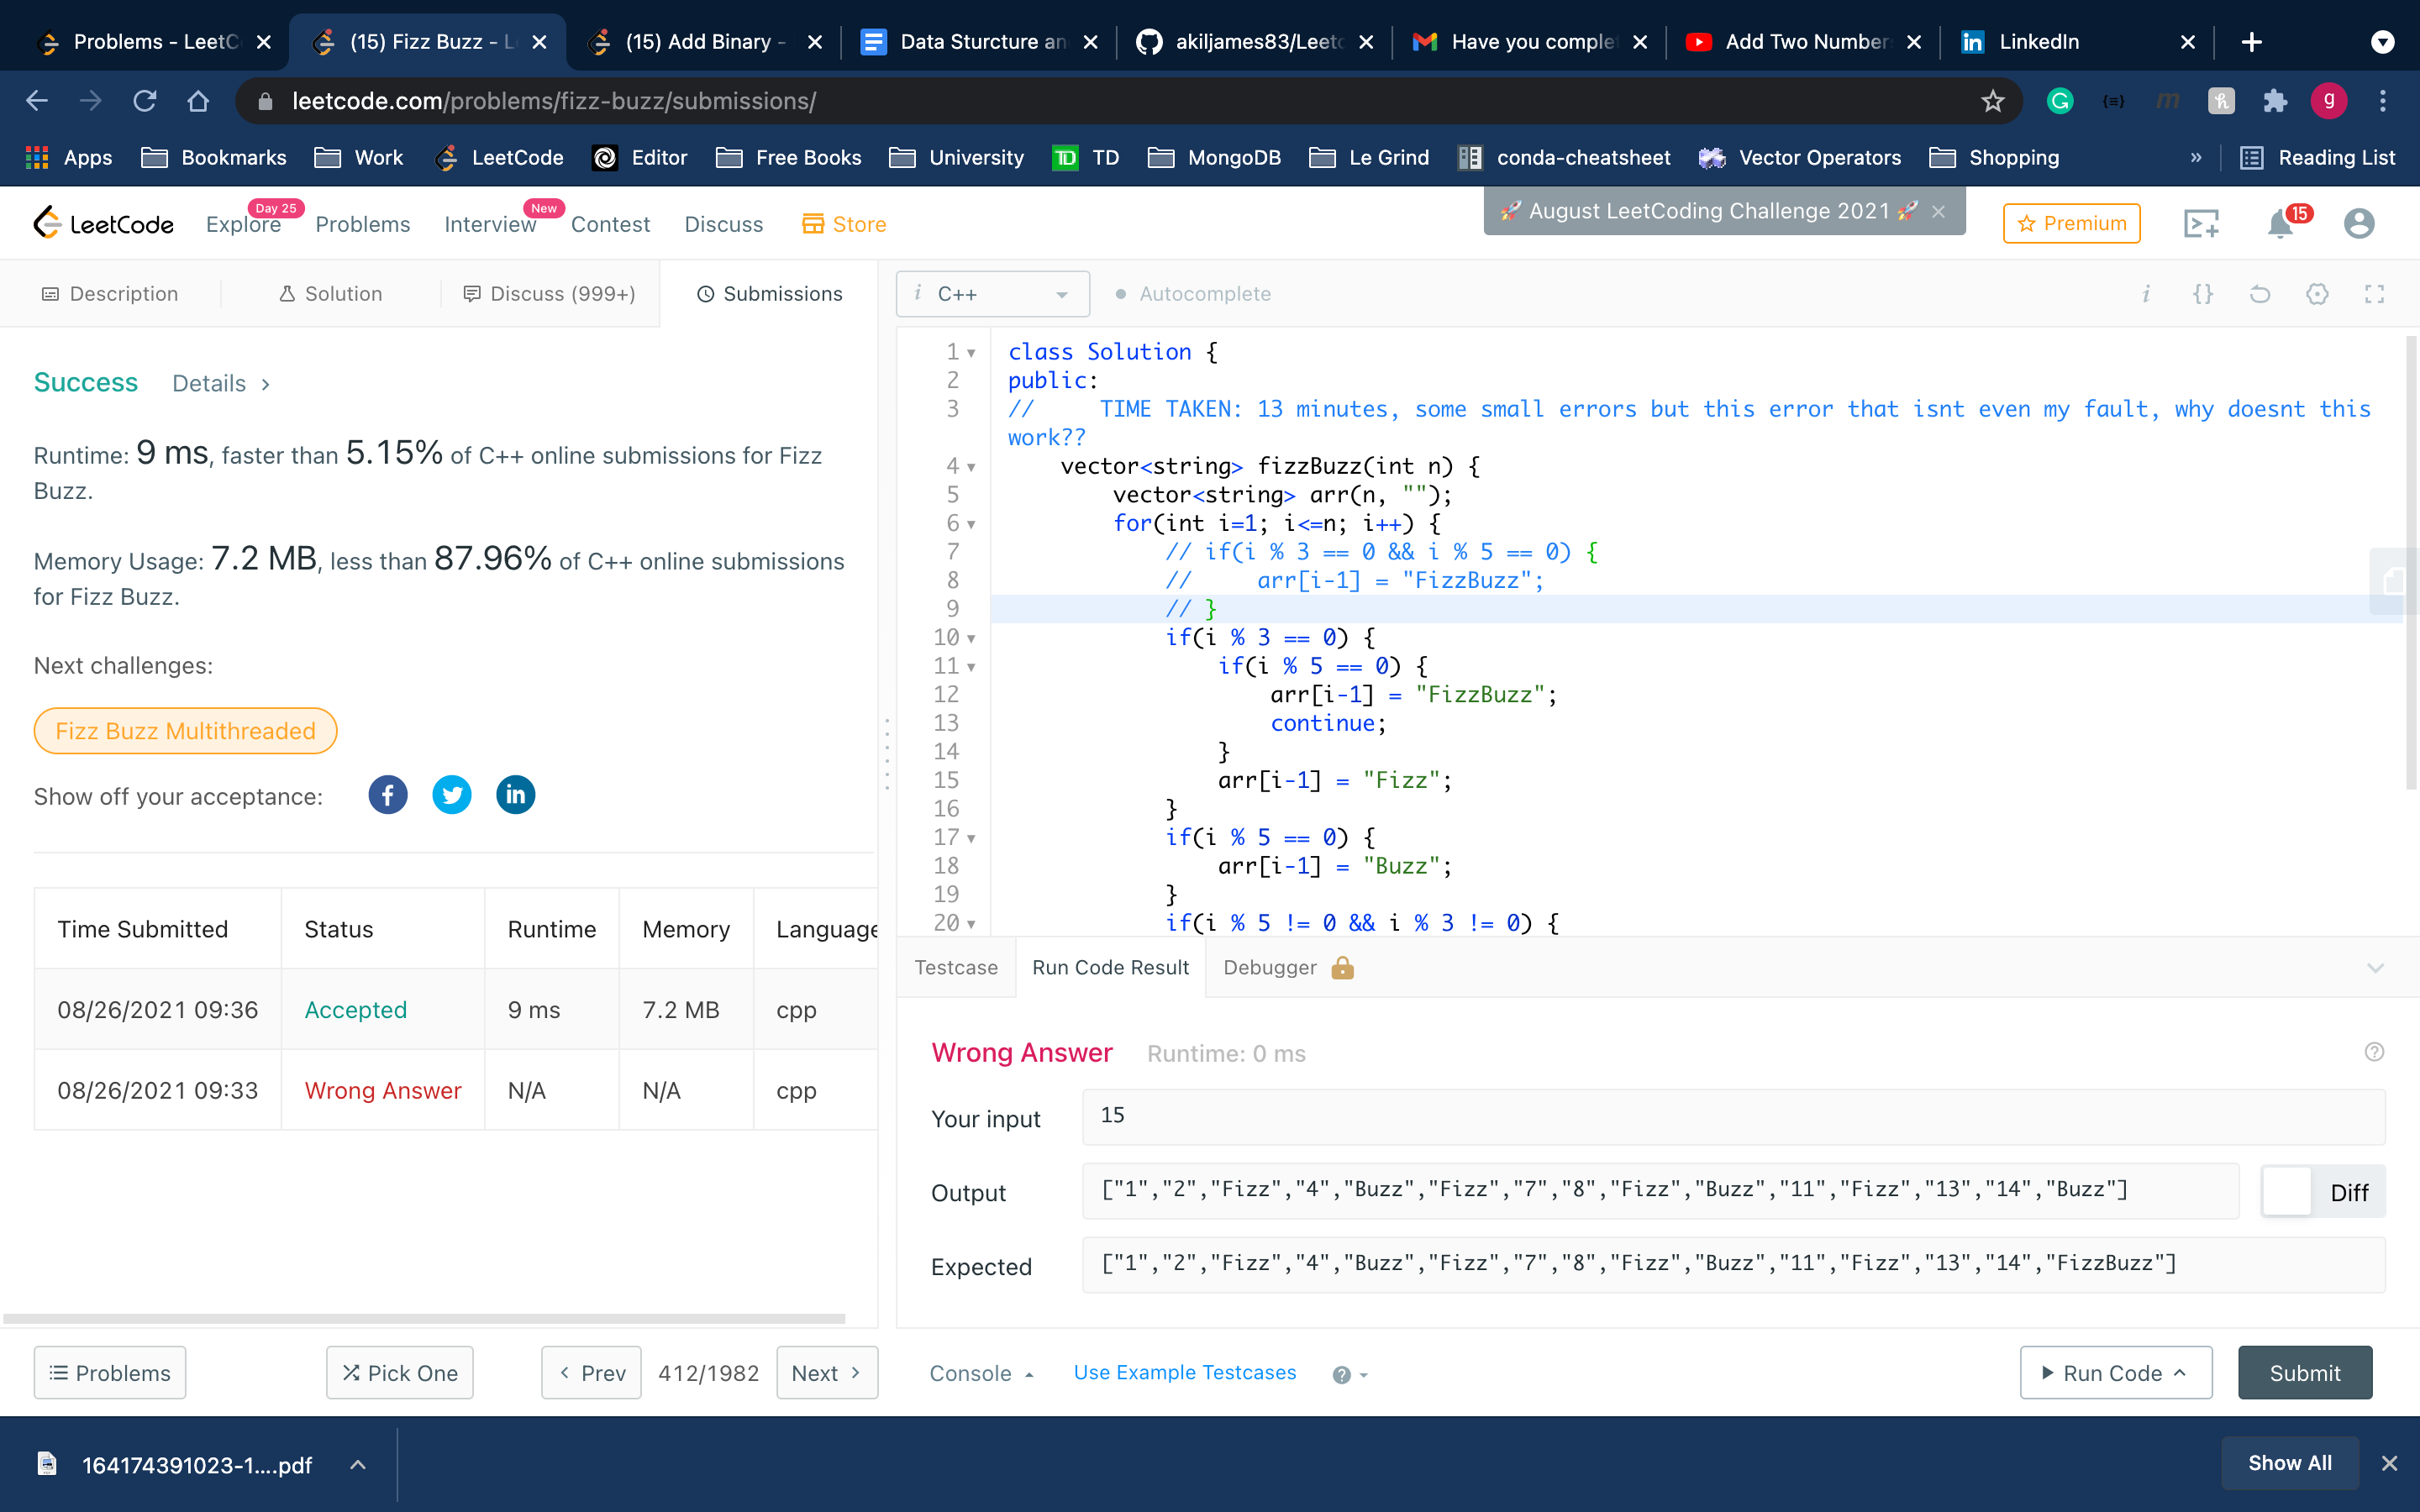 Problems - LeetC
(15) Fizz Buzz - L
(15) Add Binary -
Data Sturcture an
akiljames83/Leetc
Have you complet
Add Two Number
LinkedIn
leetcode.com/problems/fizz-buzz/submissions/
g
Apps
Bookmarks
Work
LeetCode
Editor
Free Books
University
TD
MongoDB
Le Grind
conda-cheatsheet
Vector Operators
Shopping
»
Reading List
LeetCode
Explore
Day 25
Problems
Interview
New
Contest
Discuss
Store
🚀 August LeetCoding Challenge 2021 🚀
Premium
15
Description
Solution
Discuss (999+)
Submissions
Success
Details
Runtime: 9 ms, faster than 5.15% of C++ online submissions for Fizz
Buzz.
Memory Usage: 7.2 MB, less than 87.96% of C++ online submissions
for Fizz Buzz.
Next challenges:
Fizz Buzz Multithreaded
Show off your acceptance:
Time Submitted Status Runtime Memory Language
08/26/2021 09:36 Accepted 9 ms 7.2 MB cpp
08/26/2021 09:33 Wrong Answer N/A N/A cpp
Problems
Pick One
Prev
412/1982
Next
i C++
Autocomplete
1 class Solution {
2 public:
3 //     TIME TAKEN: 13 minutes, some small errors but this error that isnt even my fault, why doesnt this
work??
4     vector<string> fizzBuzz(int n) {
5         vector<string> arr(n, "");
6         for(int i=1; i<=n; i++) {
7             // if(i % 3 == 0 && i % 5 == 0) {
8             //     arr[i-1] = "FizzBuzz";
9             // }
10             if(i % 3 == 0) {
11                 if(i % 5 == 0) {
12                     arr[i-1] = "FizzBuzz";
13                     continue;
14                 }
15                 arr[i-1] = "Fizz";
16             }
17             if(i % 5 == 0) {
18                 arr[i-1] = "Buzz";
19             }
20             if(i % 5 != 0 && i % 3 != 0) {
Testcase
Run Code Result
Debugger
Wrong Answer
Runtime: 0 ms
Your input
15
Output
["1","2","Fizz","4","Buzz","Fizz","7","8","Fizz","Buzz","11","Fizz","13","14","Buzz"]
Diff
Expected
["1","2","Fizz","4","Buzz","Fizz","7","8","Fizz","Buzz","11","Fizz","13","14","FizzBuzz"]
Console
Use Example Testcases
Run Code
Submit
164174391023-1....pdf
Show All